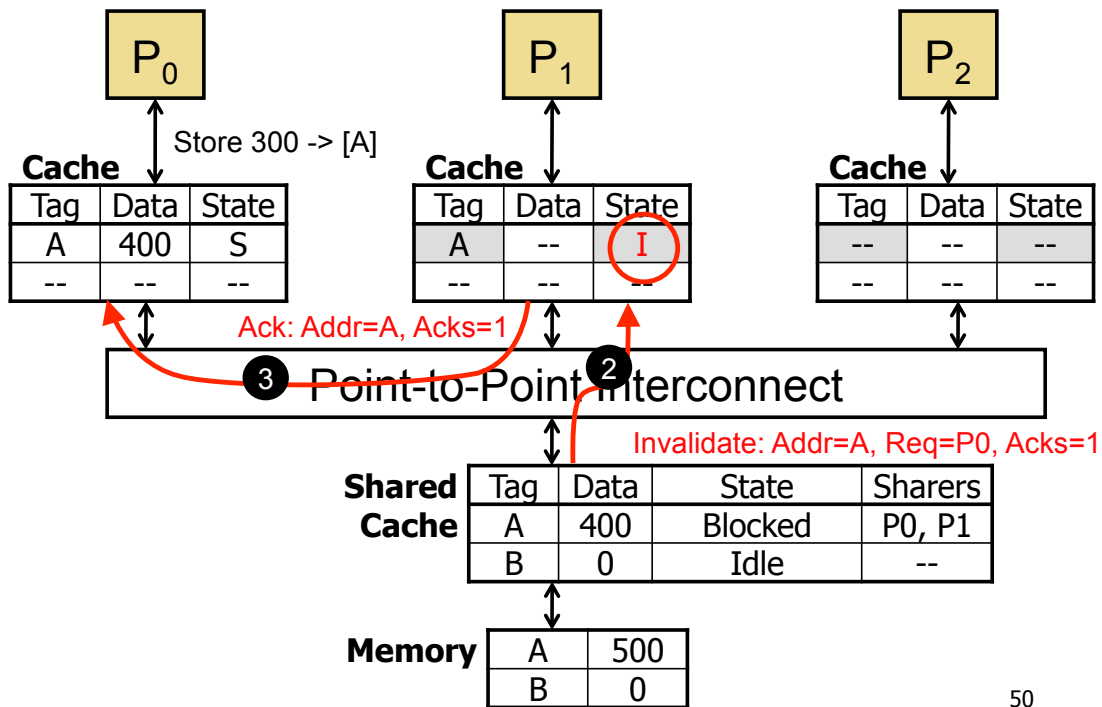 P0 P1 P2
Store 300 -> [A]
Cache Cache Cache
Tag Data State Tag Data State Tag Data State
A 400 S A -- I -- -- --
-- -- -- -- -- -- -- -- --
Ack: Addr=A, Acks=1
3 Point-to-Point Interconnect 2
Invalidate: Addr=A, Req=P0, Acks=1
Shared Tag Data State Sharers
Cache A 400 Blocked P0, P1
B 0 Idle --
Memory A 500
B 0
50